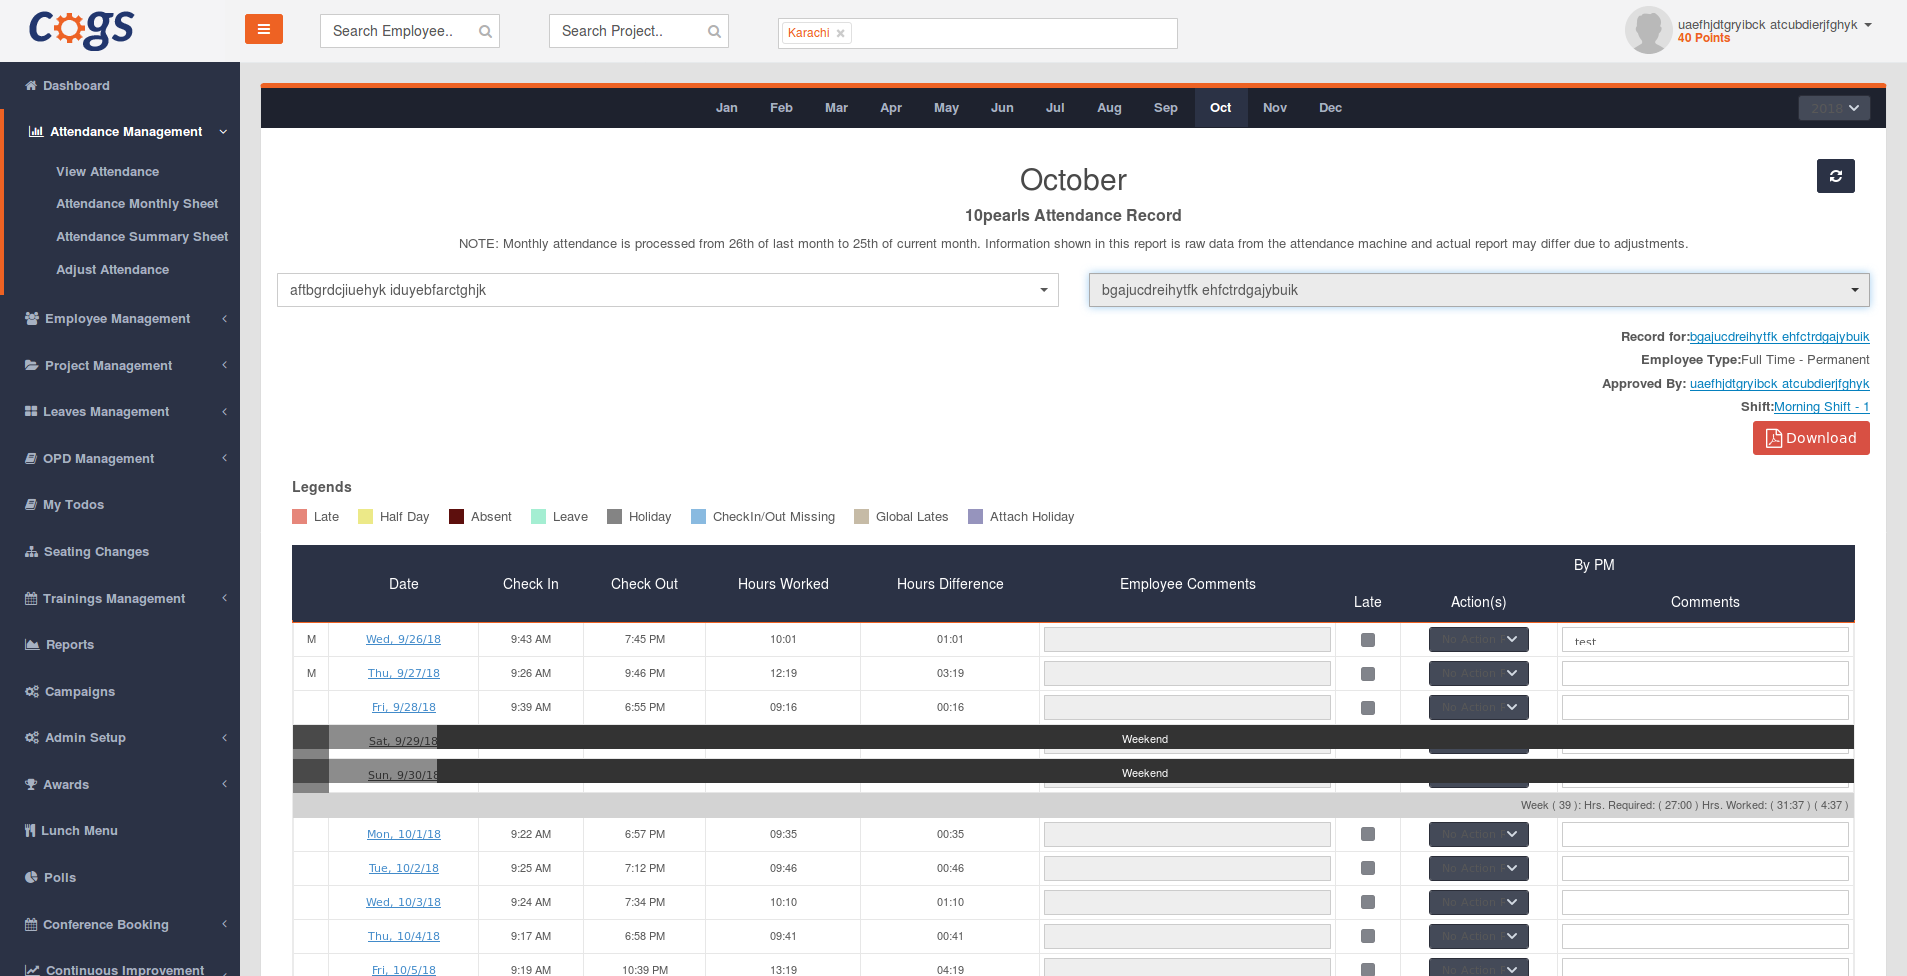 COGS
Search Employee..
Search Project..
Karachi
uaefhjdtgryibck atcubdierjfghyk
40 Points
Dashboard
Attendance Management
View Attendance
Attendance Monthly Sheet
Attendance Summary Sheet
Adjust Attendance
Employee Management
Project Management
Leaves Management
OPD Management
My Todos
Seating Changes
Trainings Management
Reports
Campaigns
Admin Setup
Awards
Lunch Menu
Polls
Conference Booking
Continuous Improvement
Jan Feb Mar Apr May Jun Jul Aug Sep Oct Nov Dec
2018
October
10pearls Attendance Record
NOTE: Monthly attendance is processed from 26th of last month to 25th of current month. Information shown in this report is raw data from the attendance machine and actual report may differ due to adjustments.
aftbgrdcjiuehyk iduyebfarctghjk
bgajucdreihytfk ehfctrdgajybuik
Record for:bgajucdreihytfk ehfctrdgajybuik
Employee Type:Full Time - Permanent
Approved By: uaefhjdtgryibck atcubdierjfghyk
Shift:Morning Shift - 1
Download
Legends
Late Half Day Absent Leave Holiday CheckIn/Out Missing Global Lates Attach Holiday
By PM
Date Check In Check Out Hours Worked Hours Difference Employee Comments
Late Action(s) Comments
M Wed, 9/26/18 9:43 AM 7:45 PM 10:01 01:01 No Action test
M Thu, 9/27/18 9:26 AM 9:46 PM 12:19 03:19 No Action
Fri, 9/28/18 9:39 AM 6:55 PM 09:16 00:16 No Action
Sat, 9/29/18 Weekend
Sun, 9/30/18 Weekend
Week ( 39 ): Hrs. Required: ( 27:00 ) Hrs. Worked: ( 31:37 ) ( 4:37 )
Mon, 10/1/18 9:22 AM 6:57 PM 09:35 00:35 No Action
Tue, 10/2/18 9:25 AM 7:12 PM 09:46 00:46 No Action
Wed, 10/3/18 9:24 AM 7:34 PM 10:10 01:10 No Action
Thu, 10/4/18 9:17 AM 6:58 PM 09:41 00:41 No Action
Fri, 10/5/18 9:19 AM 10:39 PM 13:19 04:19 No Action